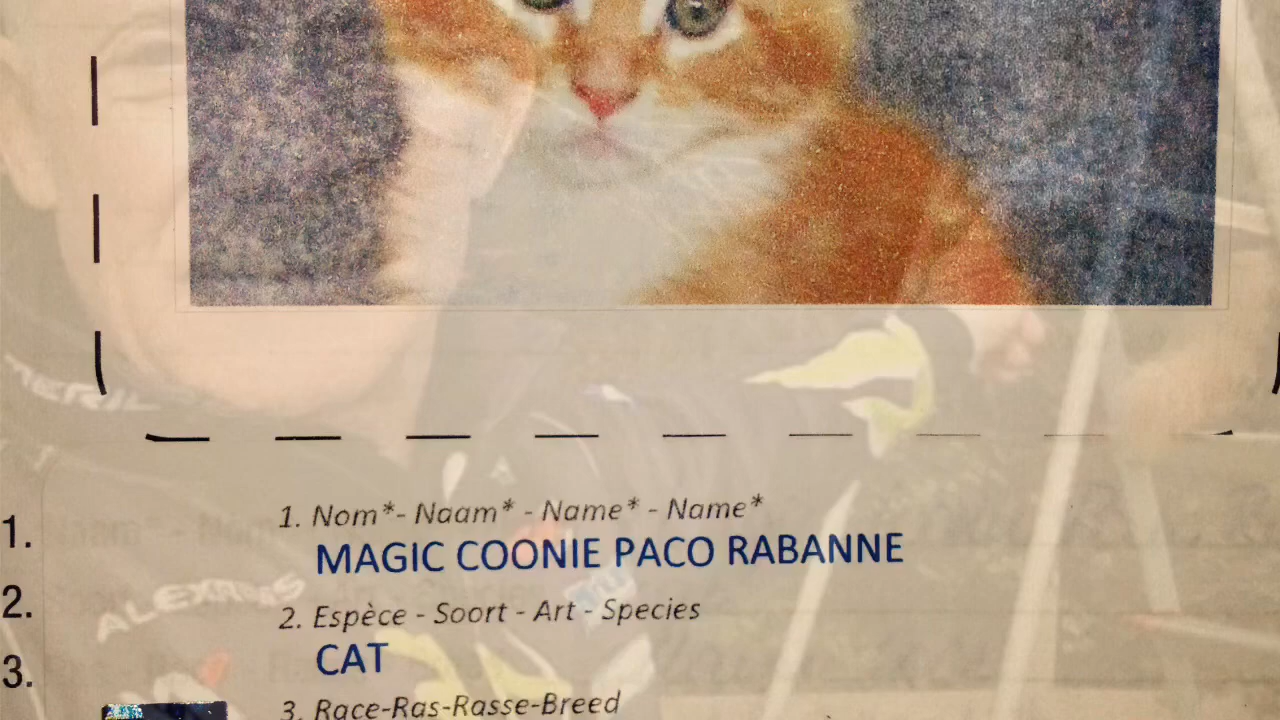 1. Nom*- Naam* - Name* - Name*
MAGIC COONIE PACO RABANNE
2. Espèce - Soort - Art - Species
CAT
3. Race-Ras-Rasse-Breed
1.
2.
3.